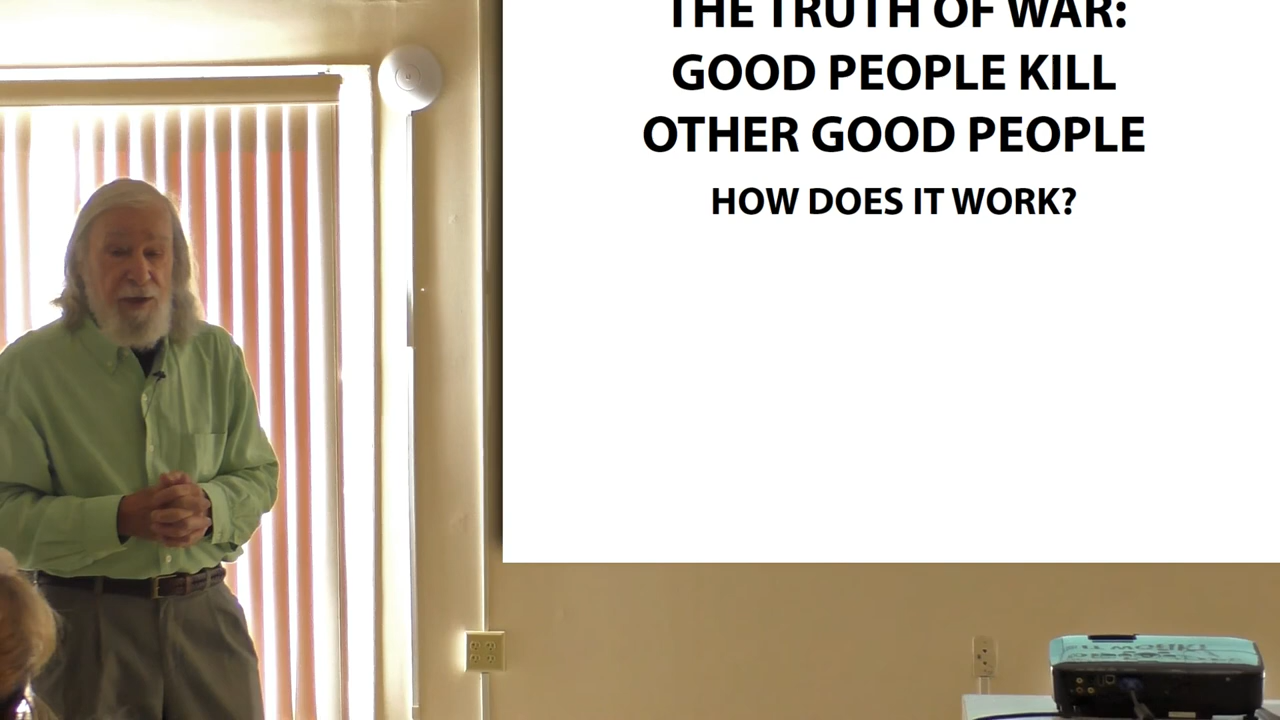 THE TRUTH OF WAR:
GOOD PEOPLE KILL
OTHER GOOD PEOPLE
HOW DOES IT WORK?